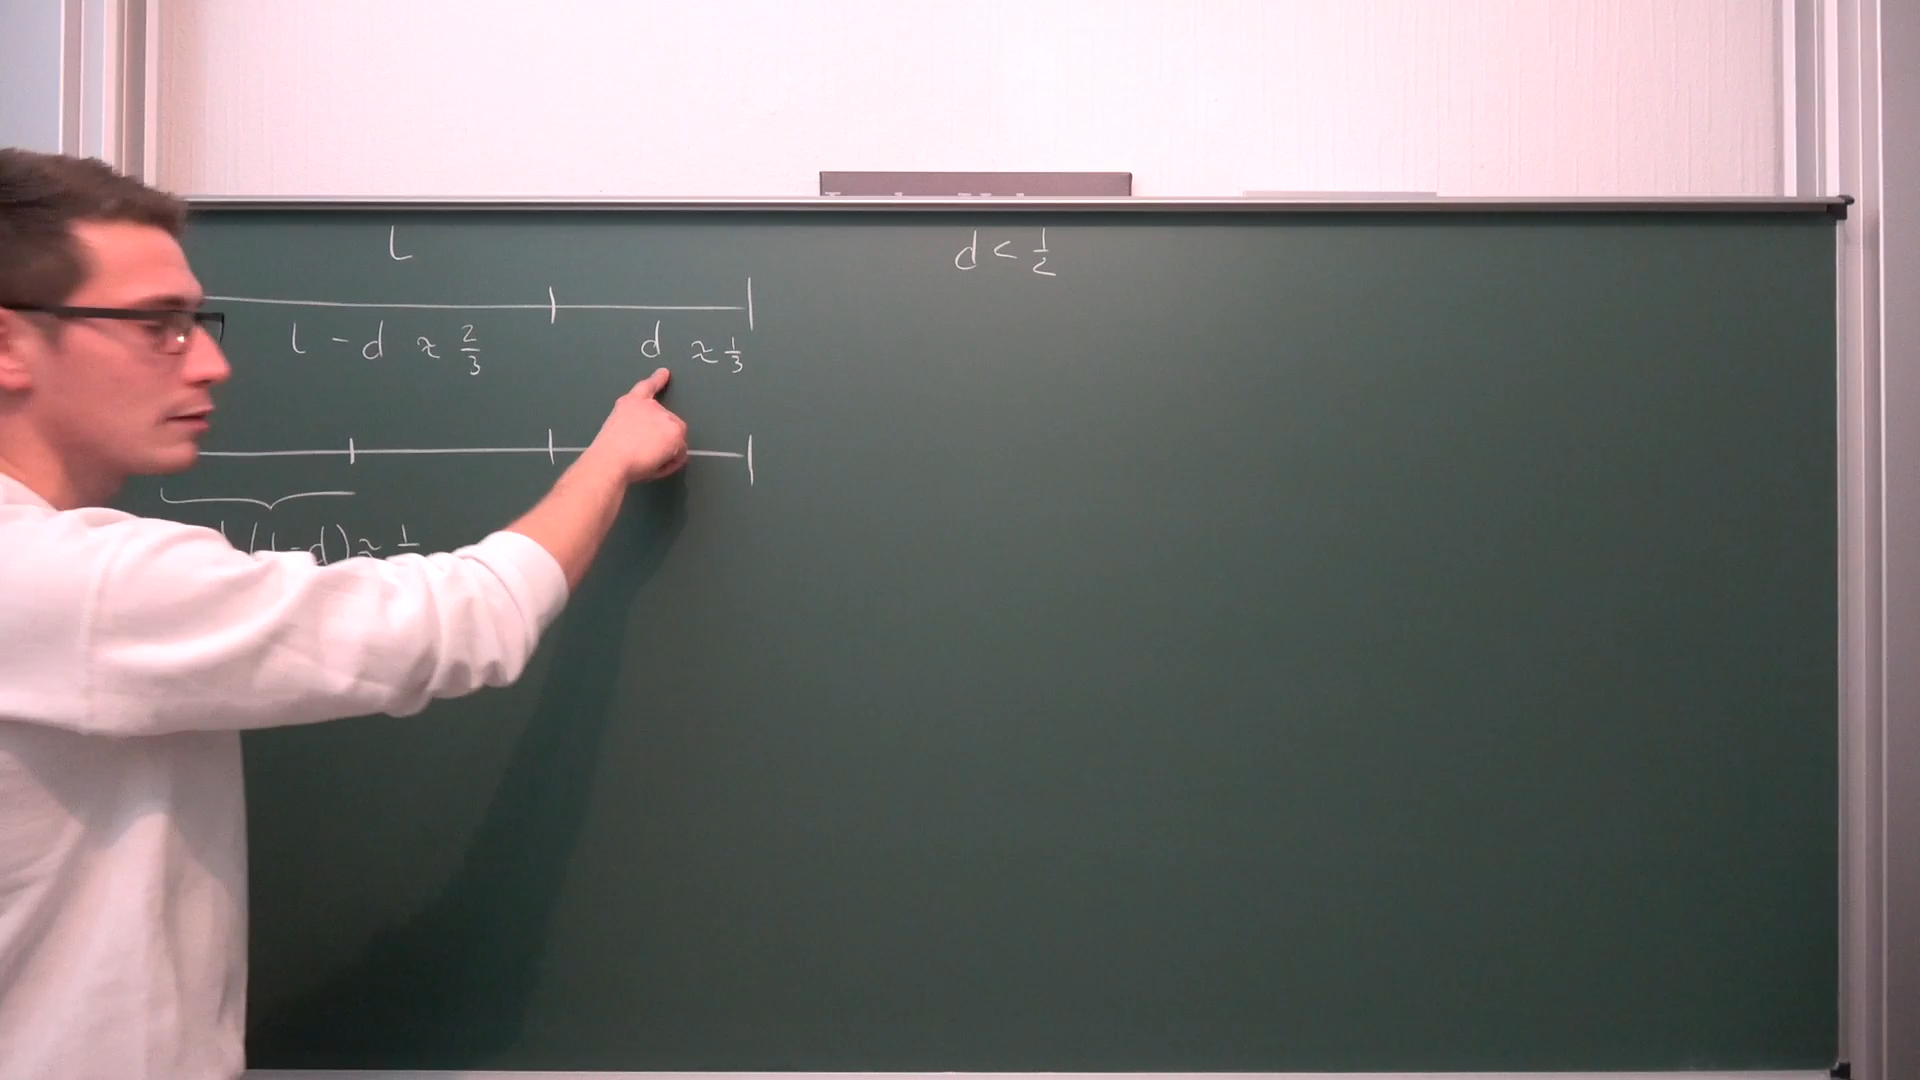 l
l - d ≈ 2/3
d ≈ 1/3
(l-d) ≈ 1
d < 1/2